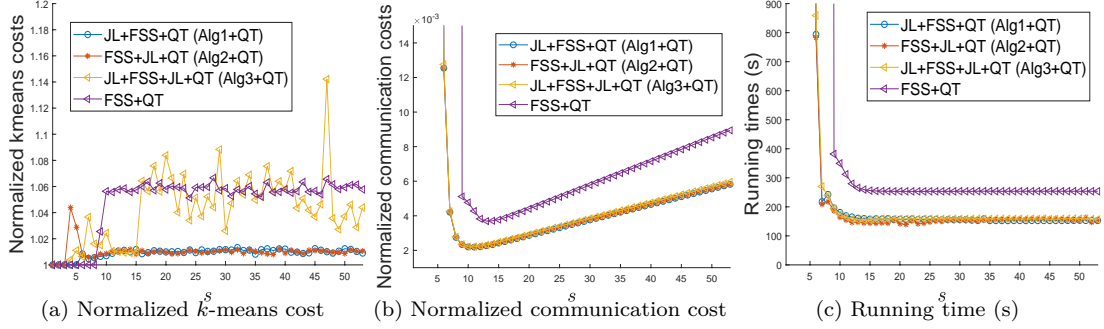 Normalized kmeans costs
1.2
1.18
1.16
1.14
1.12
1.1
1.08
1.06
1.04
1.02
1
JL+FSS+QT (Alg1+QT)
FSS+JL+QT (Alg2+QT)
JL+FSS+JL+QT (Alg3+QT)
FSS+QT
5 10 15 20 25 30 35 40 45 50
s
(a) Normalized k-means cost
Normalized communication costs
×10⁻³
14
12
10
8
6
4
2
JL+FSS+QT (Alg1+QT)
FSS+JL+QT (Alg2+QT)
JL+FSS+JL+QT (Alg3+QT)
FSS+QT
5 10 15 20 25 30 35 40 45 50
s
(b) Normalized communication cost
Running times (s)
900
800
700
600
500
400
300
200
100
0
JL+FSS+QT (Alg1+QT)
FSS+JL+QT (Alg2+QT)
JL+FSS+JL+QT (Alg3+QT)
FSS+QT
5 10 15 20 25 30 35 40 45 50
s
(c) Running time (s)